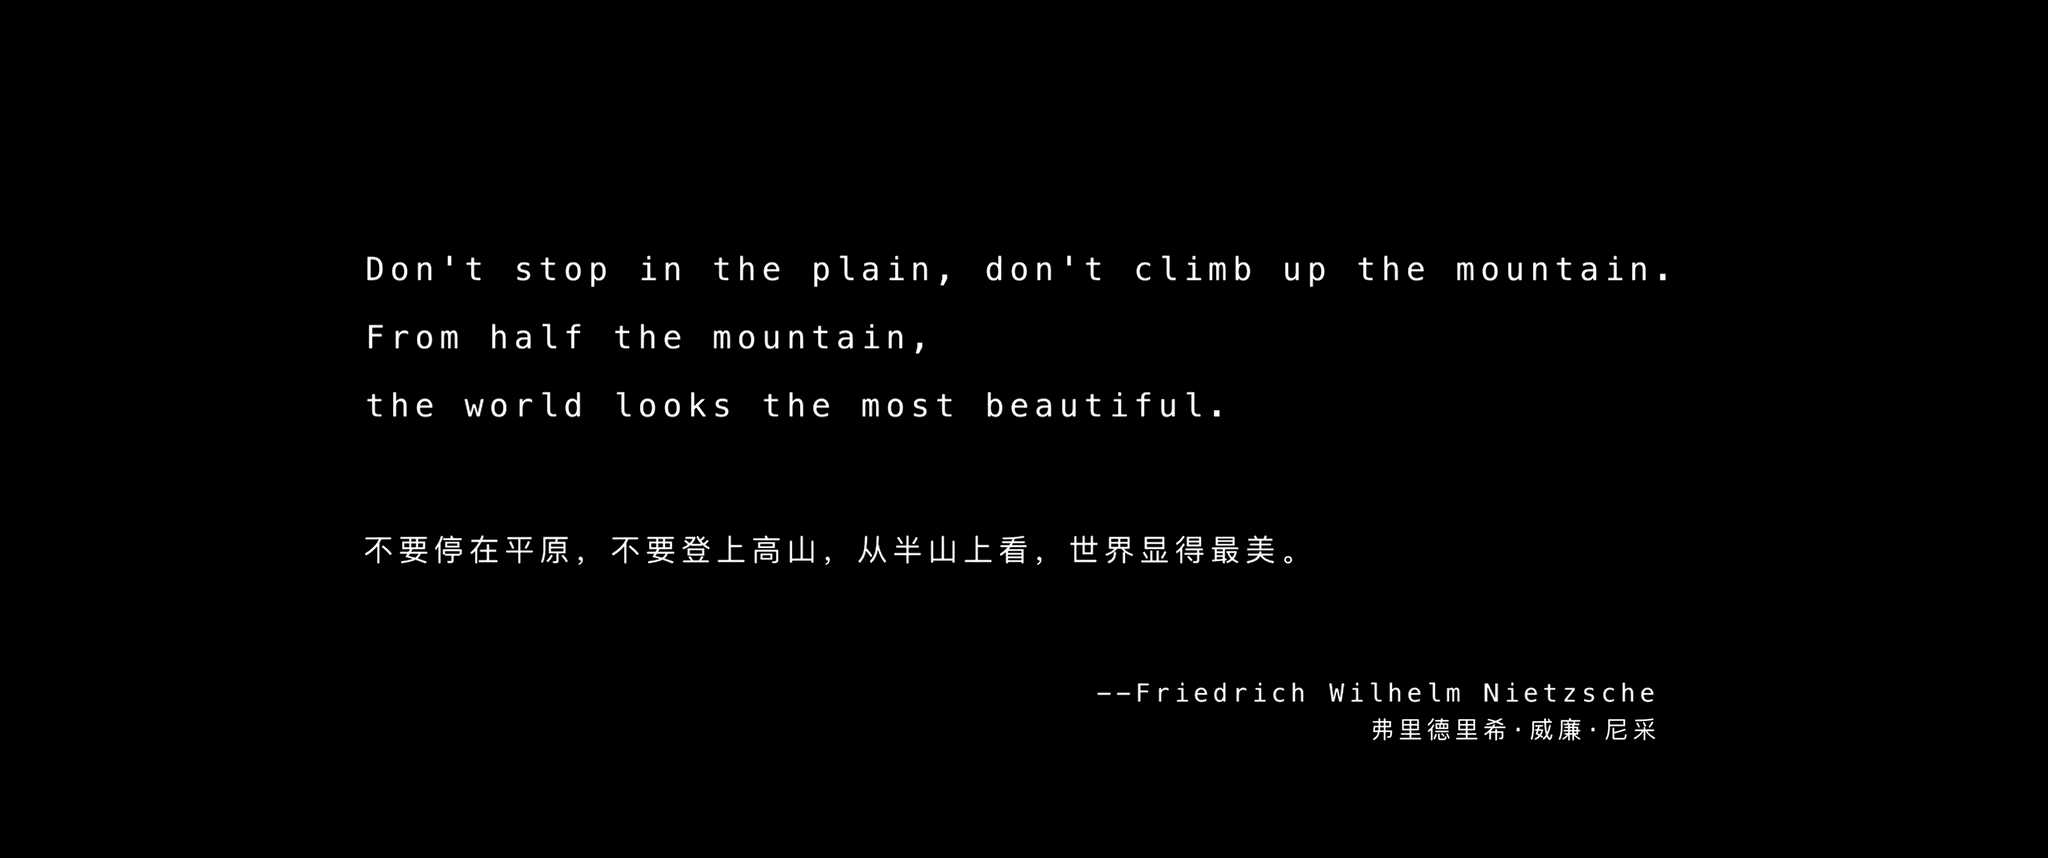 Don't stop in the plain, don't climb up the mountain.
From half the mountain,
the world looks the most beautiful.
不要停在平原，不要登上高山，从半山上看，世界显得最美。
--Friedrich Wilhelm Nietzsche
弗里德里希·威廉·尼采